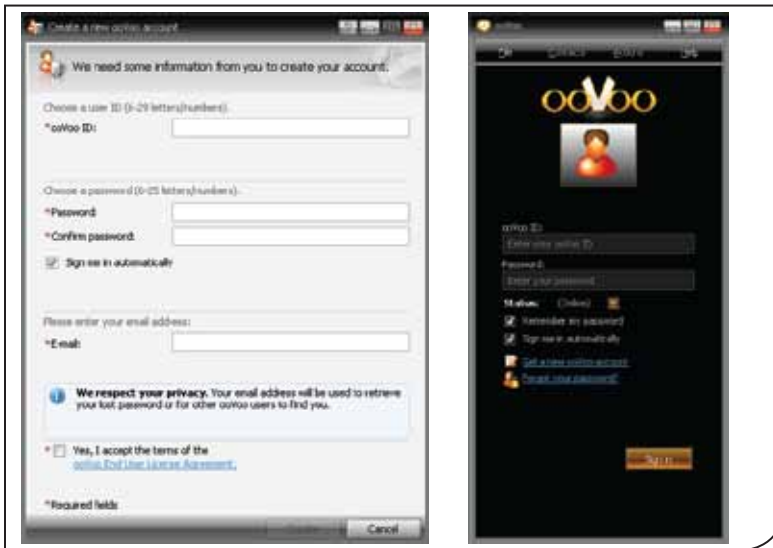 Create a new ooVoo account
We need some information from you to create your account.
Choose a user ID (6-29 letters/numbers).
*ooVoo ID:
Choose a password (6-25 letters/numbers).
*Password:
*Confirm password:
Sign me in automatically
Please enter your email address:
*E-mail:
We respect your privacy. Your email address will be used to retrieve
your lost password or for other ooVoo users to find you.
* Yes, I accept the terms of the
ooVoo End User License Agreement.
*Required fields
Cancel
ooVoo
ooVoo
ooVoo ID:
Enter your ooVoo ID
Password:
Enter your password
Status: (Online)
Remember my password
Sign me in automatically
Get a new ooVoo account
Forgot your password?
Sign in